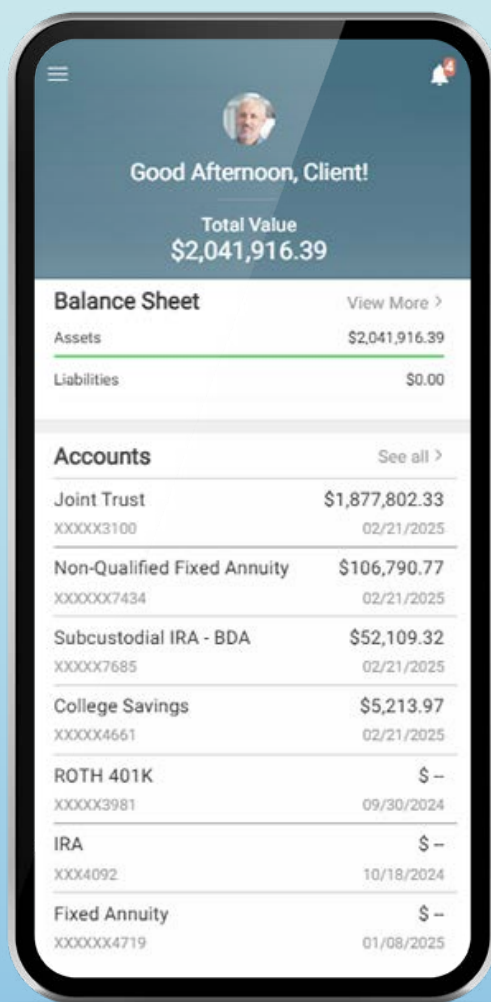 4
Good Afternoon, Client!
Total Value
$2,041,916.39
Balance Sheet View More >
Assets $2,041,916.39
Liabilities $0.00
Accounts See all >
Joint Trust $1,877,802.33
XXXXX3100 02/21/2025
Non-Qualified Fixed Annuity $106,790.77
XXXXXX7434 02/21/2025
Subcustodial IRA - BDA $52,109.32
XXXXX7685 02/21/2025
College Savings $5,213.97
XXXXX4661 02/21/2025
ROTH 401K $ --
XXXXX3981 09/30/2024
IRA $ --
XXX4092 10/18/2024
Fixed Annuity $ --
XXXXXX4719 01/08/2025